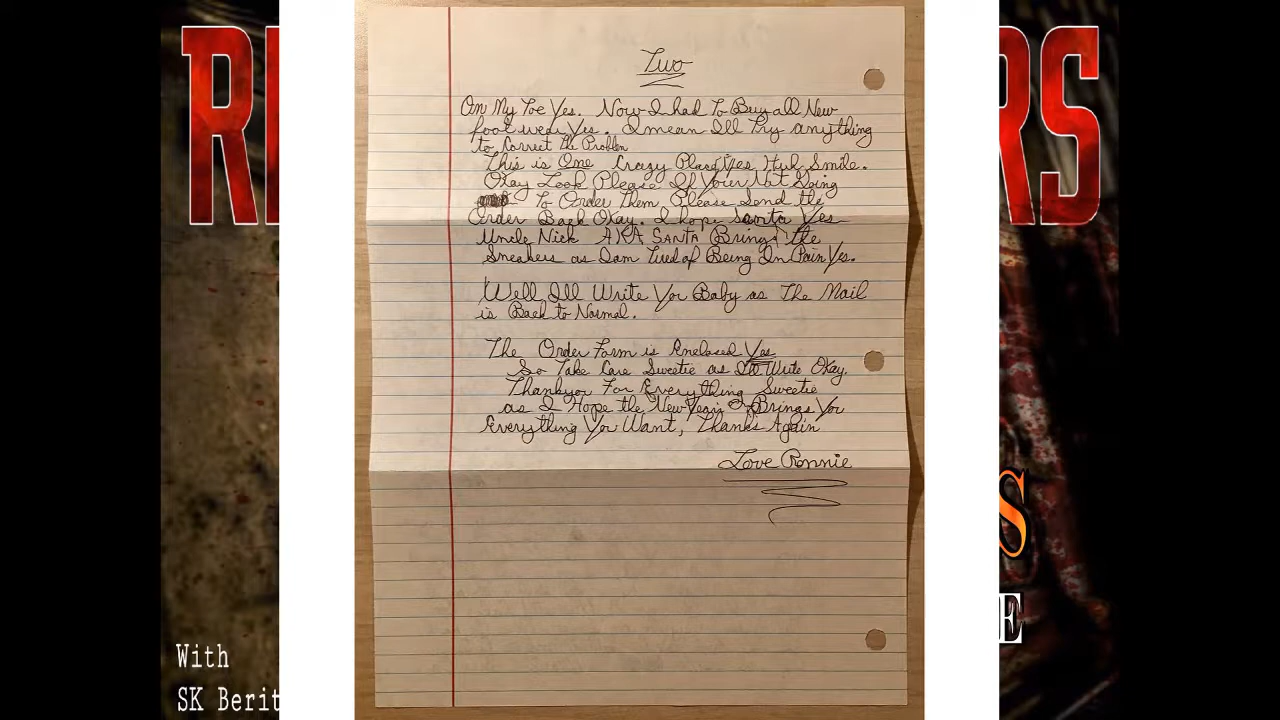 Two
On My Toe Yes. Now I had To Buy all New
foot wear Yes. I mean Ill Try anything
to Correct the Problem
This is One Crazy Place Yes Huh Smile.
Okay Look Please If Your Not Going
To Order Them Please Send the
Order Back Okay. I hope Santa Yes
Uncle Nick AKA SANTA Brings the
Sneakers as I am Tired of Being In Pain Yes.
Well Ill Write You Baby as The Mail
is Back to Normal.
The Order Form is Enclosed Yes
So Take Care Sweetie as Ill Write Okay.
Thankyou For Everything Sweetie
as I Hope the New Year Brings You
Everything You Want, Thanks Again
Love Ronnie
With
SK Berit
RE
RS
S
E